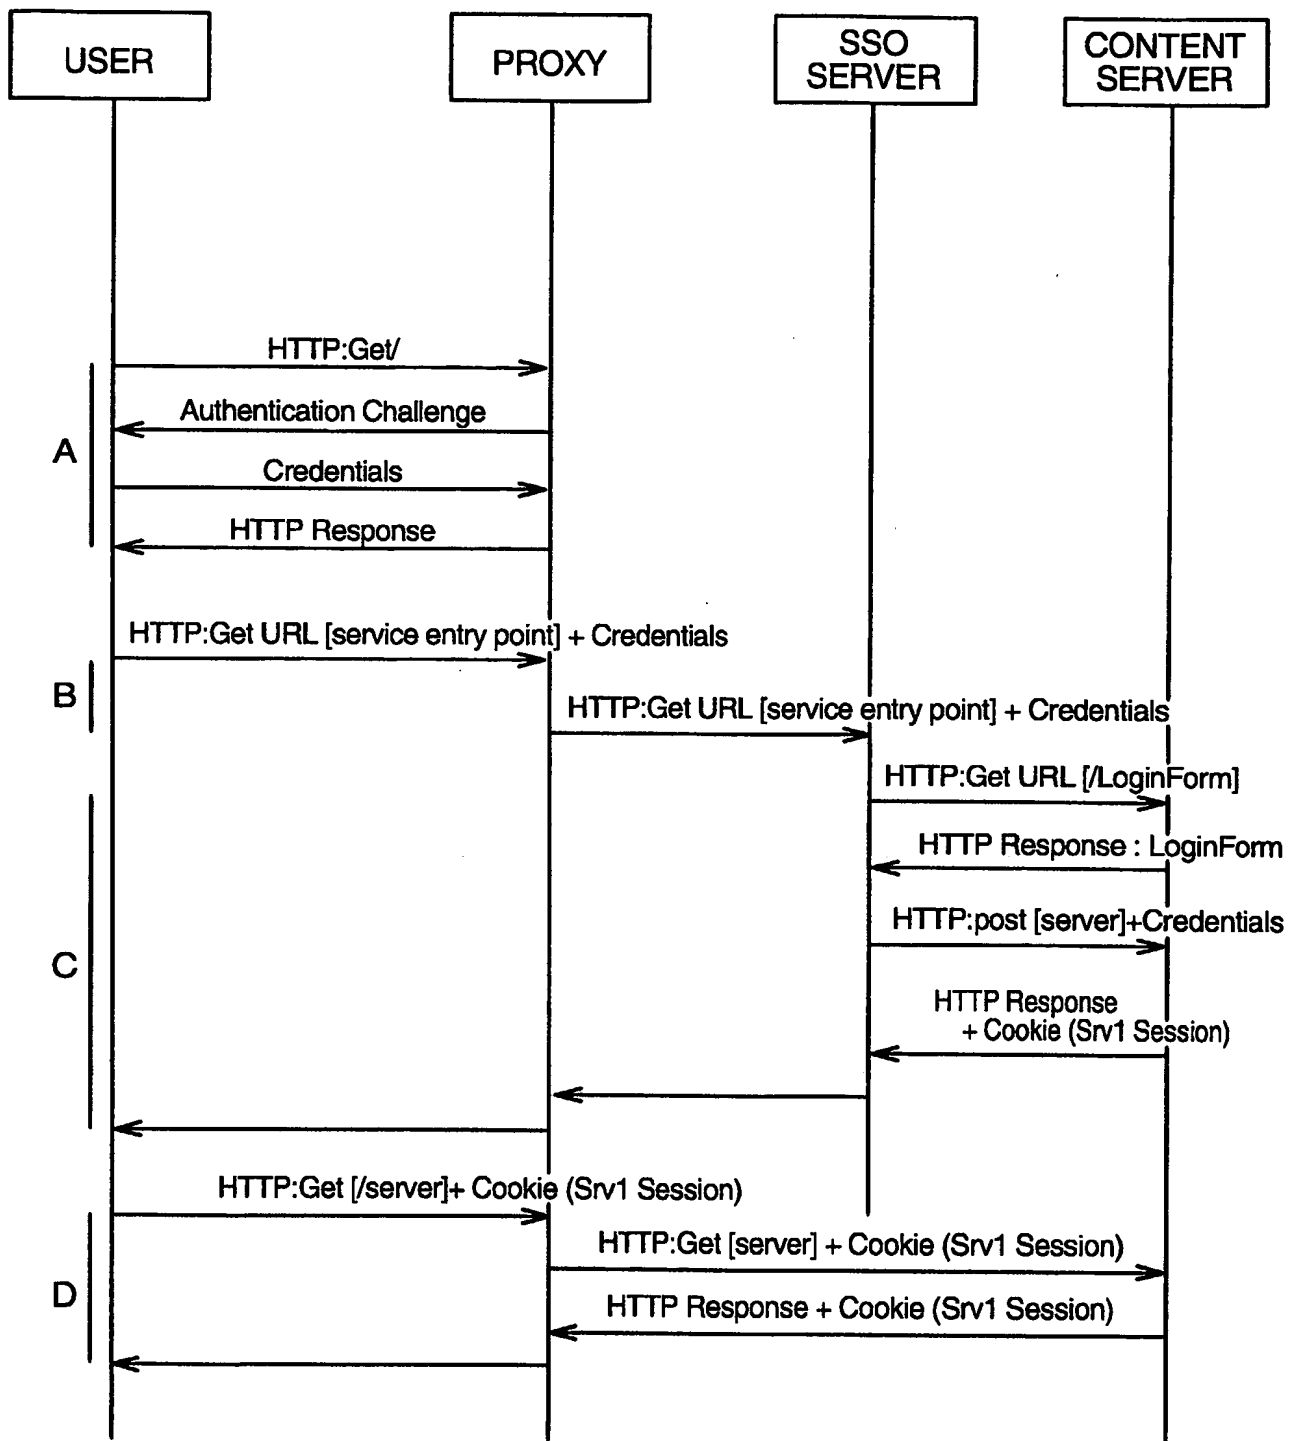 USER
PROXY
SSO
SERVER
CONTENT
SERVER
HTTP:Get/
Authentication Challenge
A
Credentials
HTTP Response
HTTP:Get URL [service entry point] + Credentials
B
HTTP:Get URL [service entry point] + Credentials
HTTP:Get URL [/LoginForm]
HTTP Response : LoginForm
HTTP:post [server]+Credentials
C
HTTP Response
+ Cookie (Srv1 Session)
HTTP:Get [/server]+ Cookie (Srv1 Session)
HTTP:Get [server] + Cookie (Srv1 Session)
D
HTTP Response + Cookie (Srv1 Session)